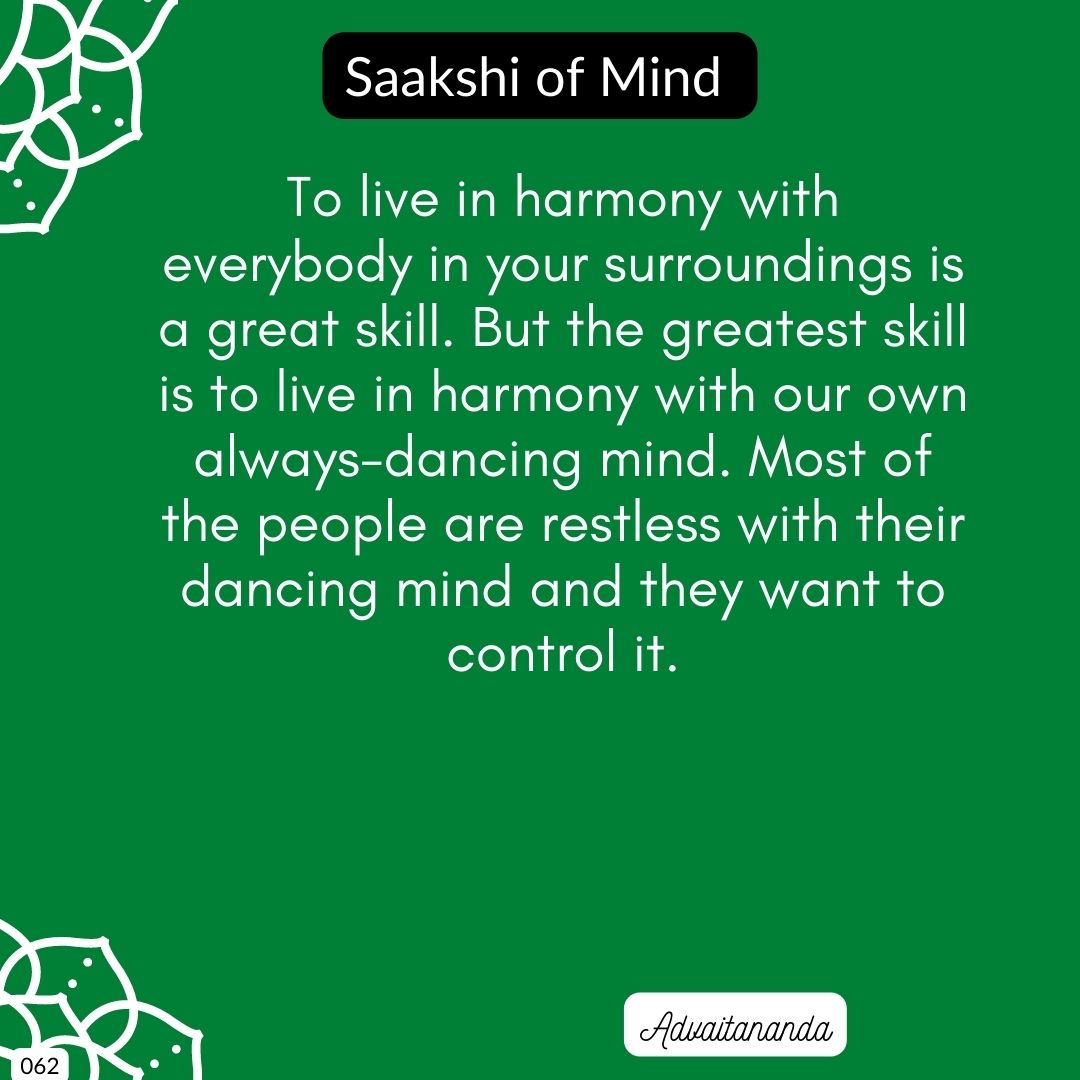 Saakshi of Mind
To live in harmony with
everybody in your surroundings is
a great skill. But the greatest skill
is to live in harmony with our own
always-dancing mind. Most of
the people are restless with their
dancing mind and they want to
control it.
Advaitananda
062